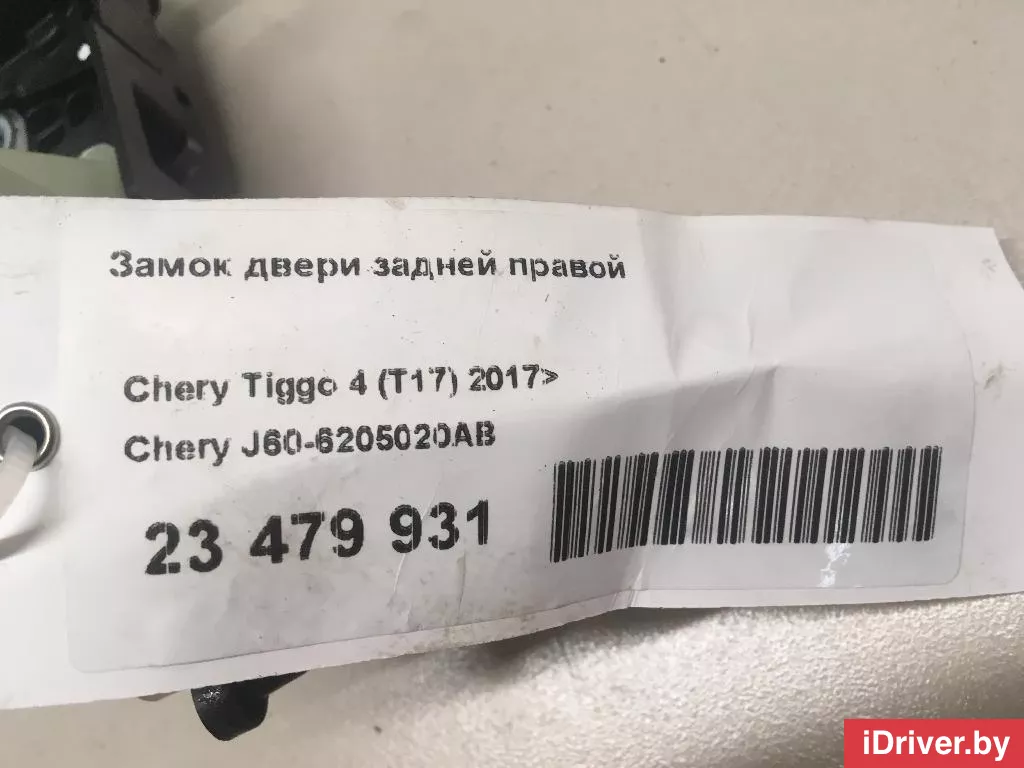 Замок двери задней правой
Chery Tiggo 4 (T17) 2017>
Chery J60-6205020AB
23 479 931
iDriver.by